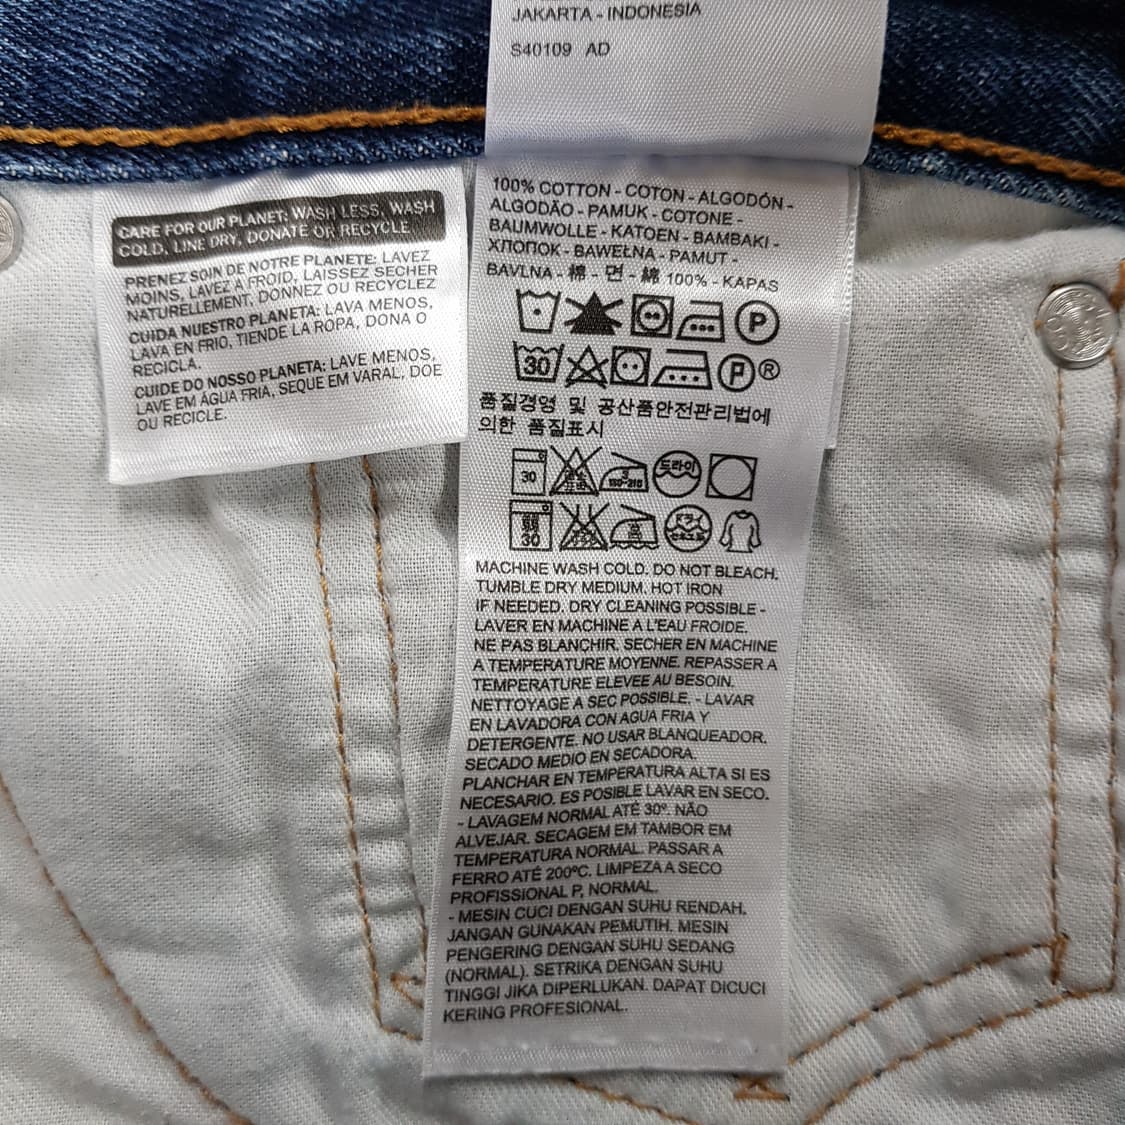 JAKARTA - INDONESIA
S40109 AD
CARE FOR OUR PLANET: WASH LESS, WASH
COLD, LINE DRY, DONATE OR RECYCLE
PRENEZ SOIN DE NOTRE PLANETE: LAVEZ
MOINS, LAVEZ A FROID, LAISSEZ SECHER
NATURELLEMENT, DONNEZ OU RECYCLEZ
CUIDA NUESTRO PLANETA: LAVA MENOS,
LAVA EN FRIO, TIENDE LA ROPA, DONA O
RECICLA.
CUIDE DO NOSSO PLANETA: LAVE MENOS,
LAVE EM ÁGUA FRIA, SEQUE EM VARAL, DOE
OU RECICLE.
100% COTTON - COTON - ALGODÓN -
ALGODÃO - PAMUK - COTONE -
BAUMWOLLE - KATOEN - BAMBAKI -
ХЛОПОК - BAWEŁNA - PAMUT -
BAVLNA - 棉 - 면 - 綿 100% - KAPAS
P
30 P ®
품질경영 및 공산품안전관리법에
의한 품질표시
30 180~210 드라이
약 30
MACHINE WASH COLD. DO NOT BLEACH.
TUMBLE DRY MEDIUM. HOT IRON
IF NEEDED. DRY CLEANING POSSIBLE -
LAVER EN MACHINE A L'EAU FROIDE.
NE PAS BLANCHIR. SECHER EN MACHINE
A TEMPERATURE MOYENNE. REPASSER A
TEMPERATURE ELEVEE AU BESOIN.
NETTOYAGE A SEC POSSIBLE. - LAVAR
EN LAVADORA CON AGUA FRIA Y
DETERGENTE. NO USAR BLANQUEADOR.
SECADO MEDIO EN SECADORA.
PLANCHAR EN TEMPERATURA ALTA SI ES
NECESARIO. ES POSIBLE LAVAR EN SECO.
- LAVAGEM NORMAL ATÉ 30º. NÃO
ALVEJAR. SECAGEM EM TAMBOR EM
TEMPERATURA NORMAL. PASSAR A
FERRO ATÉ 200ºC. LIMPEZA A SECO
PROFISSIONAL P, NORMAL.
- MESIN CUCI DENGAN SUHU RENDAH.
JANGAN GUNAKAN PEMUTIH. MESIN
PENGERING DENGAN SUHU SEDANG
(NORMAL). SETRIKA DENGAN SUHU
TINGGI JIKA DIPERLUKAN. DAPAT DICUCI
KERING PROFESIONAL.